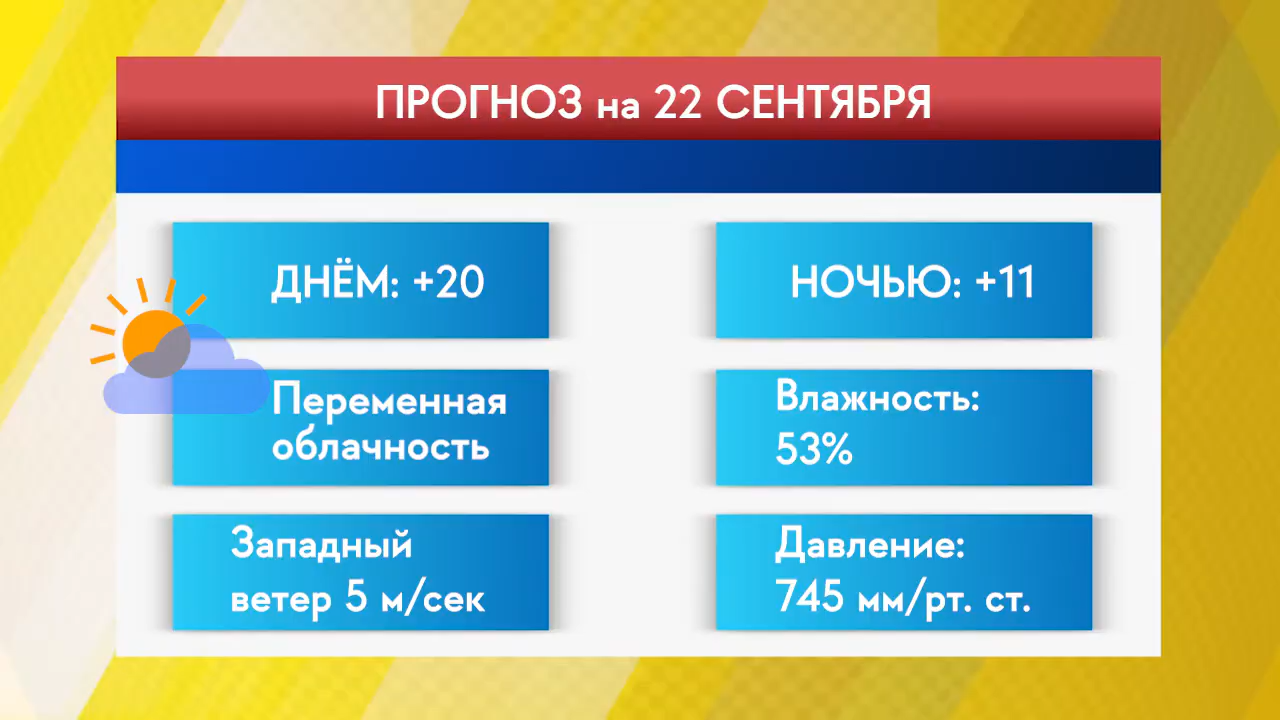 ПРОГНОЗ на 22 СЕНТЯБРЯ
ДНЁМ: +20
НОЧЬЮ: +11
Переменная
облачность
Влажность:
53%
Западный
ветер 5 м/сек
Давление:
745 мм/рт. ст.